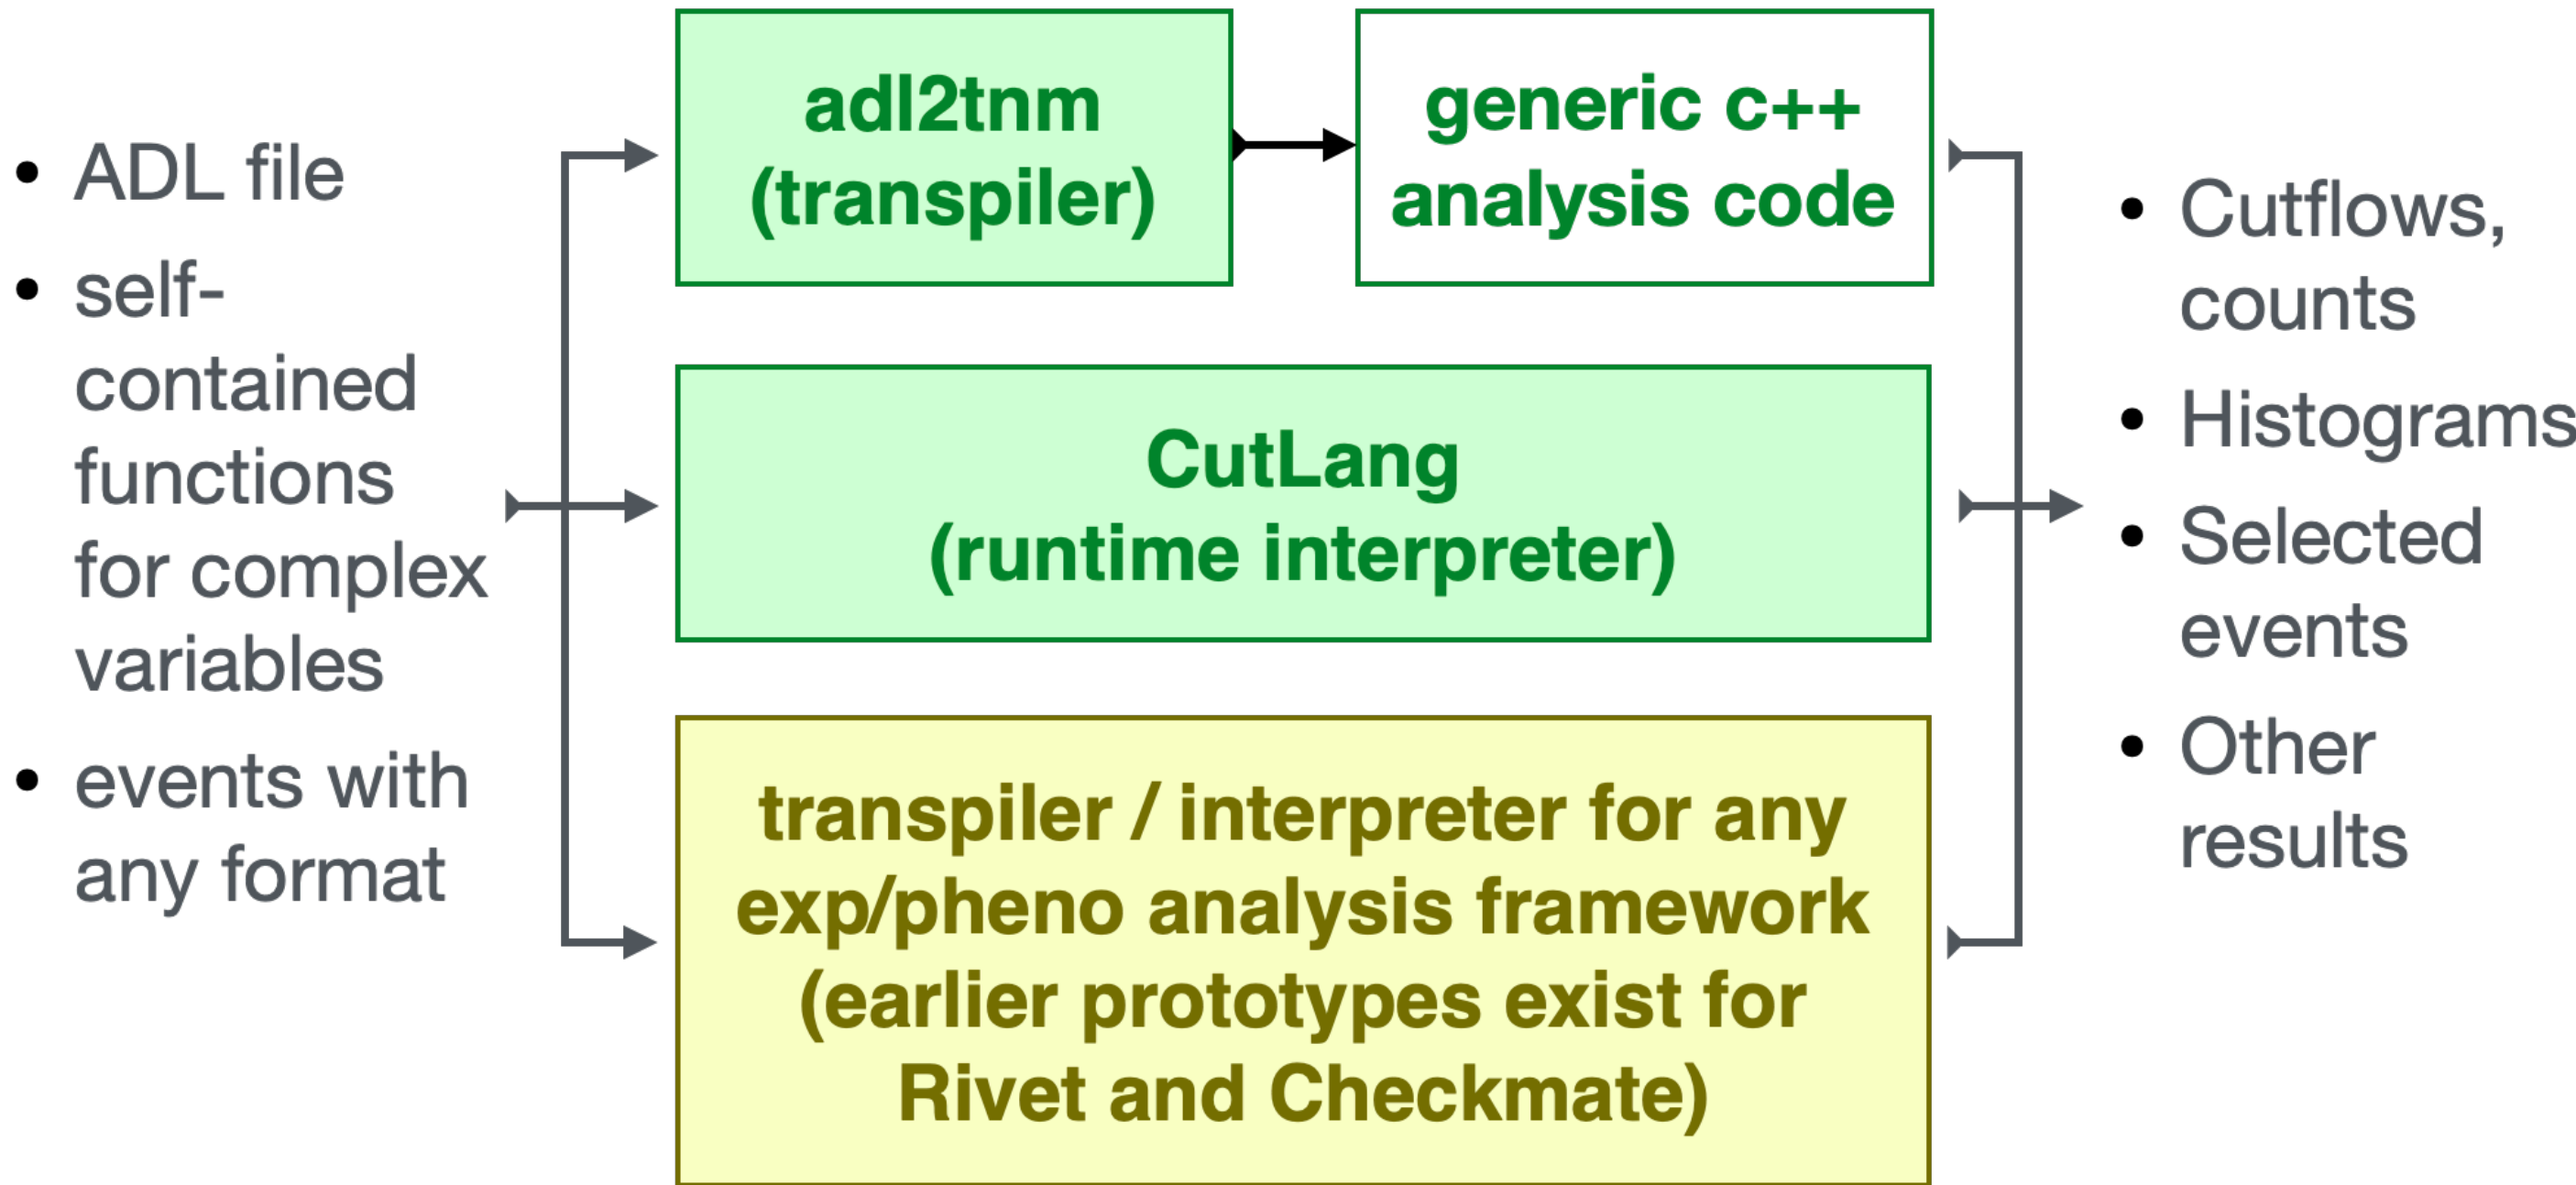 • ADL file
• self-
contained
functions
for complex
variables
• events with
any format
adl2tnm
(transpiler)
generic c++
analysis code
CutLang
(runtime interpreter)
transpiler / interpreter for any
exp/pheno analysis framework
(earlier prototypes exist for
Rivet and Checkmate)
• Cutflows,
counts
• Histograms
• Selected
events
• Other
results